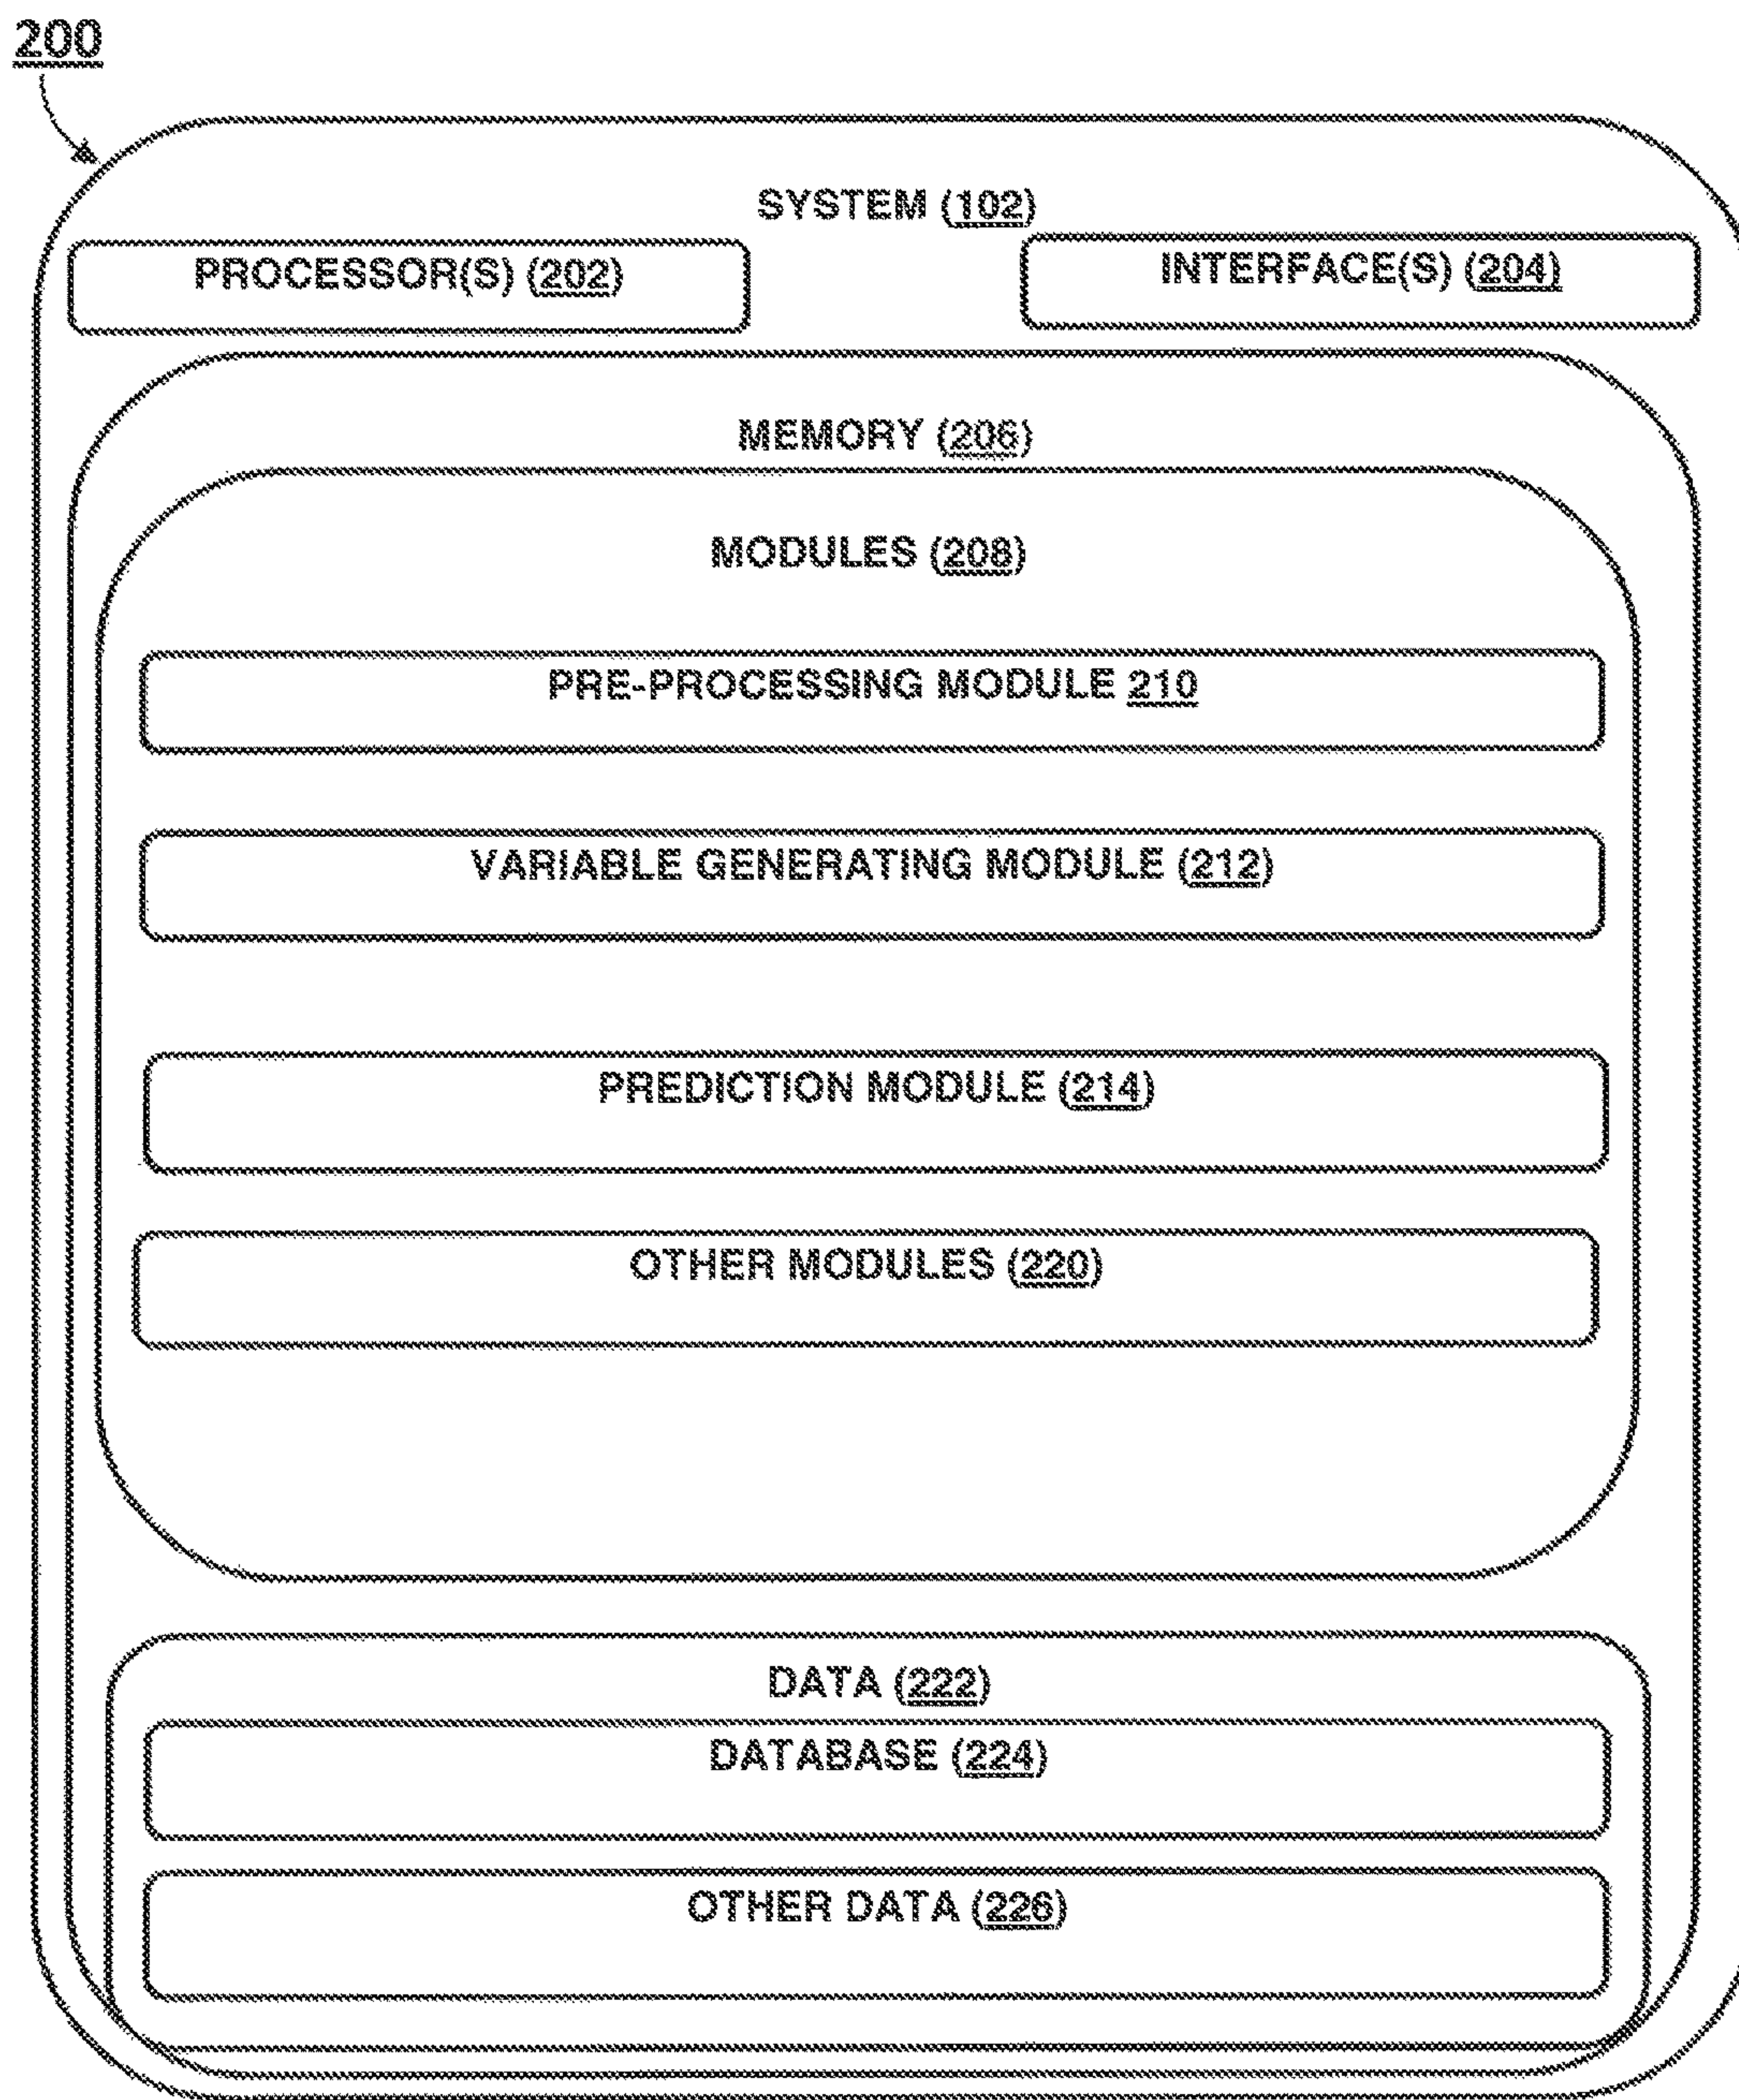 200
SYSTEM (102)
PROCESSOR(S) (202)
INTERFACE(S) (204)
MEMORY (206)
MODULES (208)
PRE-PROCESSING MODULE 210
VARIABLE GENERATING MODULE (212)
PREDICTION MODULE (214)
OTHER MODULES (220)
DATA (222)
DATABASE (224)
OTHER DATA (226)